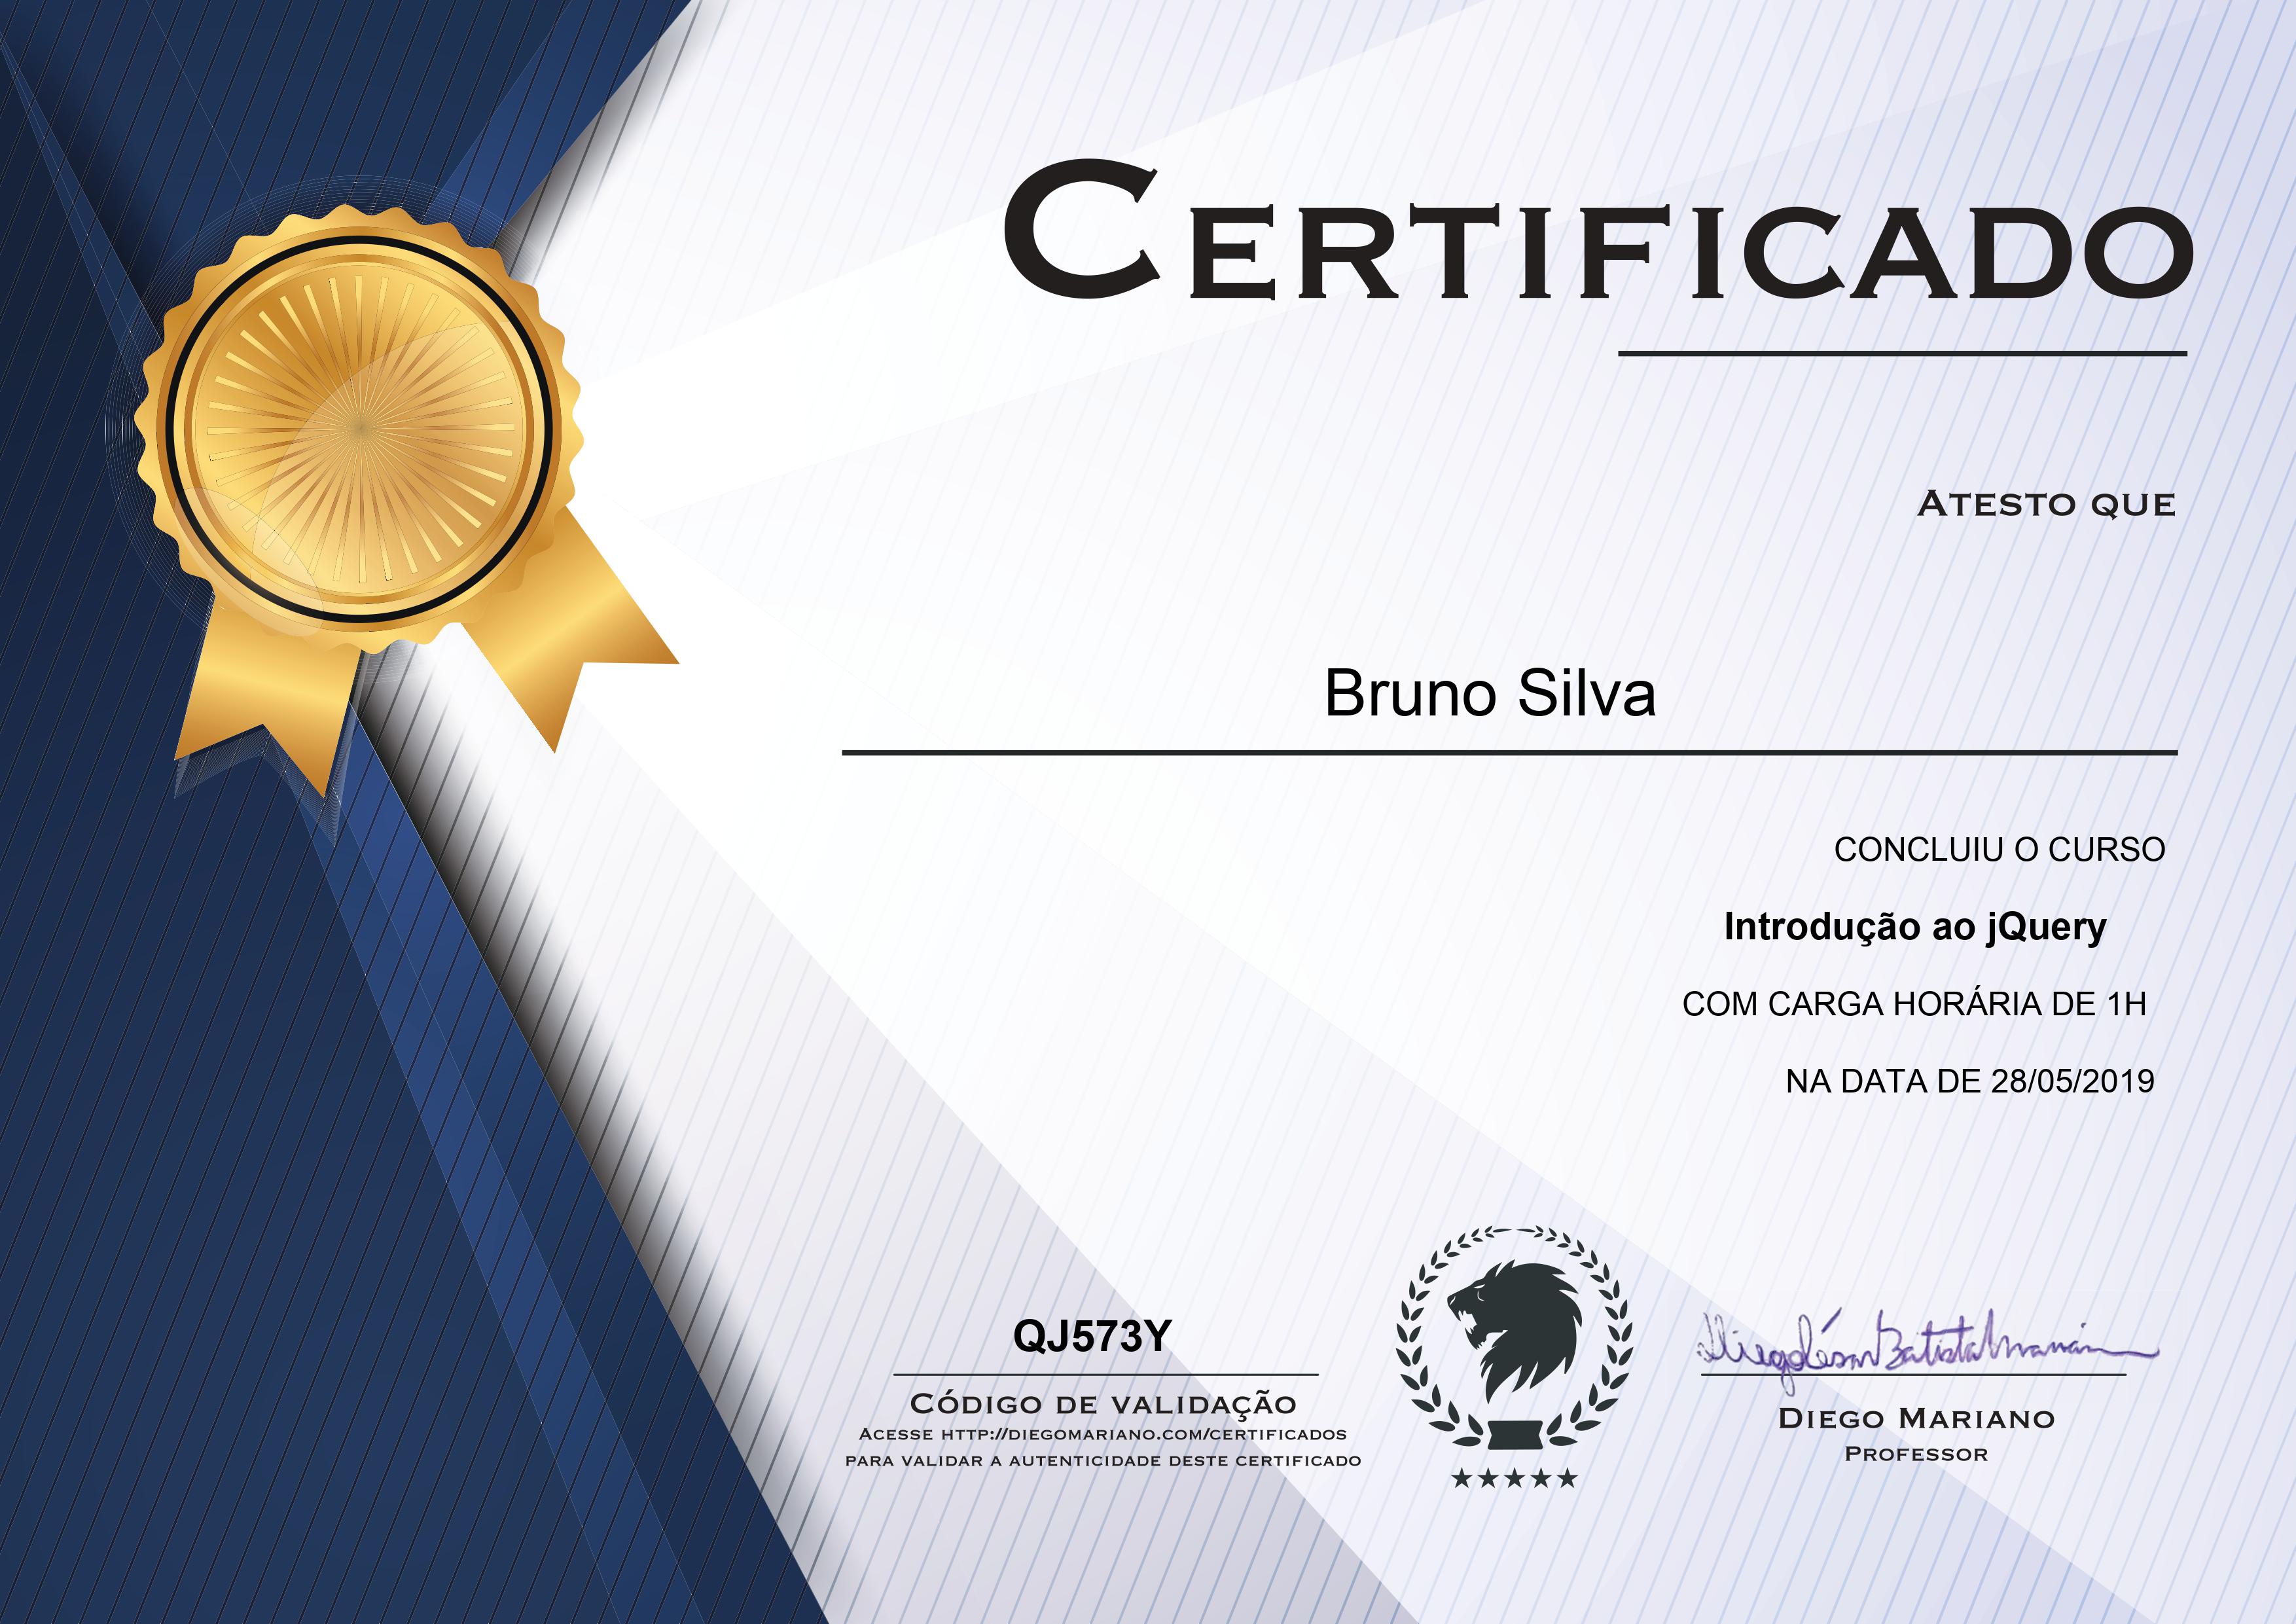 CERTIFICADO
ATESTO QUE
Bruno Silva
CONCLUIU O CURSO
Introdução ao jQuery
COM CARGA HORÁRIA DE 1H
NA DATA DE 28/05/2019
QJ573Y
CÓDIGO DE VALIDAÇÃO
ACESSE HTTP://DIEGOMARIANO.COM/CERTIFICADOS
PARA VALIDAR A AUTENTICIDADE DESTE CERTIFICADO
Diego César Batista Mariano
DIEGO MARIANO
PROFESSOR